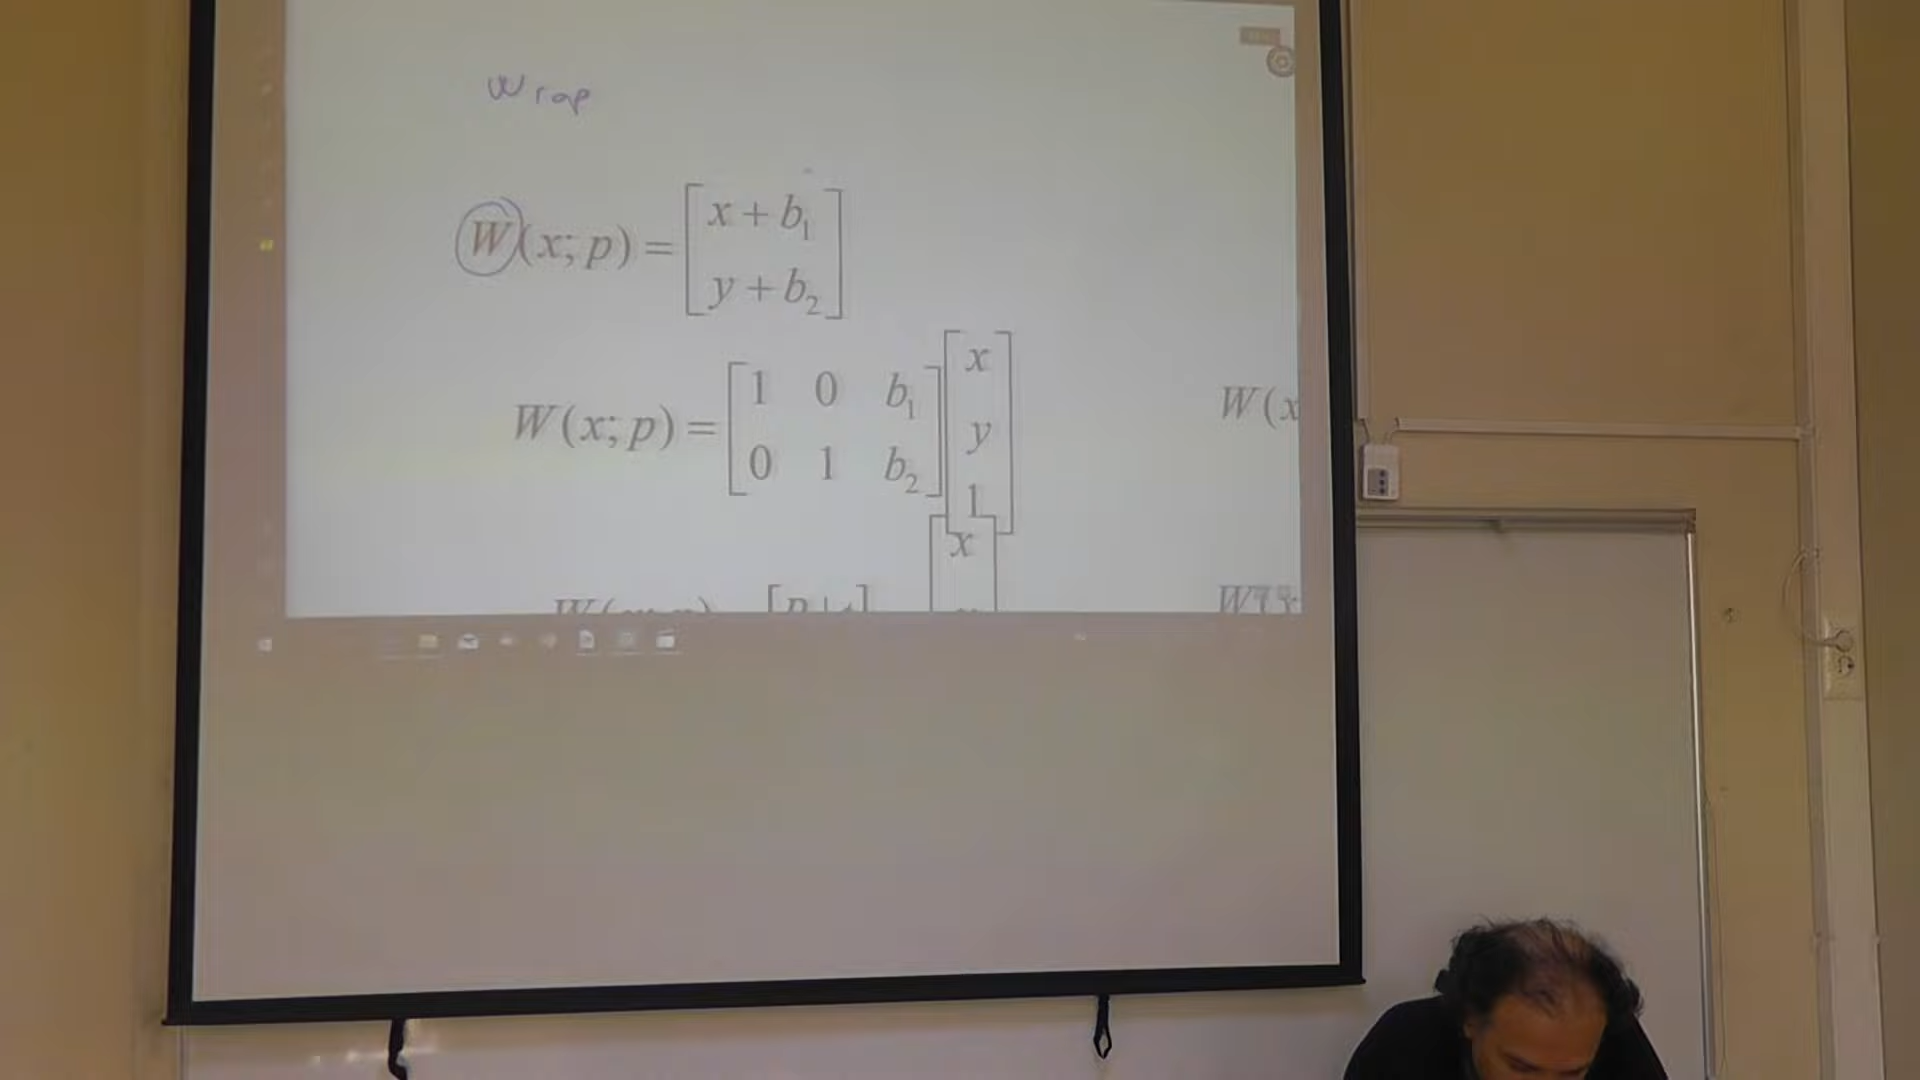 Wrap
W(x; p) = [x + b₁
y + b₂]
W(x; p) = [1 0 b₁
0 1 b₂] [x
y
1]
W(x
x